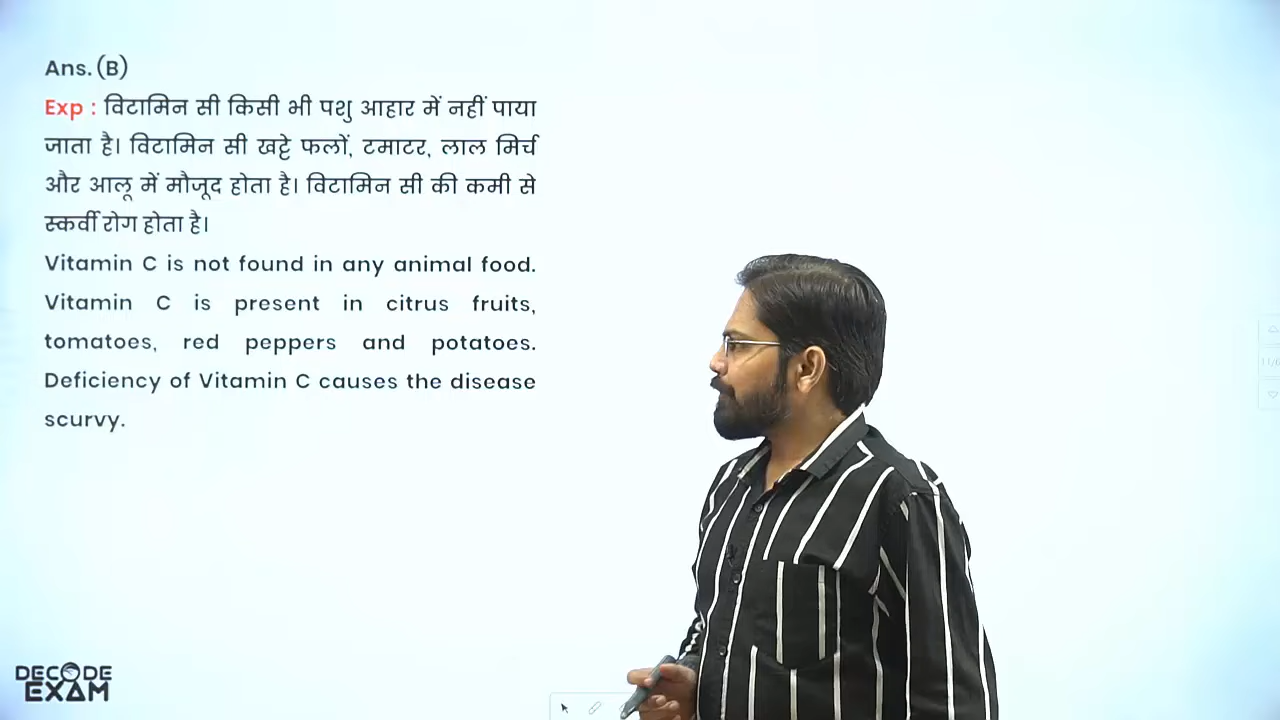 Ans. (B)
Exp : विटामिन सी किसी भी पशु आहार में नहीं पाया
जाता है। विटामिन सी खट्टे फलों, टमाटर, लाल मिर्च
और आलू में मौजूद होता है। विटामिन सी की कमी से
स्कर्वी रोग होता है।
Vitamin C is not found in any animal food.
Vitamin C is present in citrus fruits,
tomatoes, red peppers and potatoes.
Deficiency of Vitamin C causes the disease
scurvy.
DECODE
EXAM